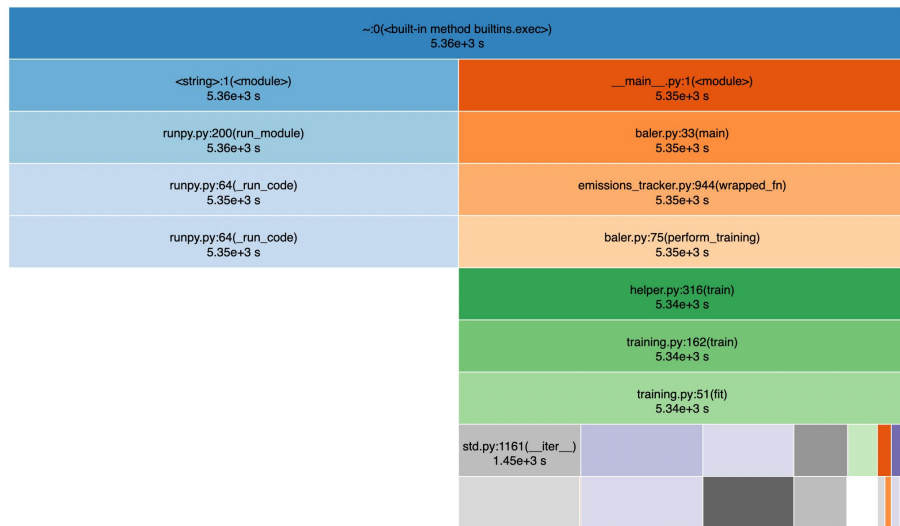 ~:0(<built-in method builtins.exec>)
5.36e+3 s
<string>:1(<module>)
5.36e+3 s
__main__.py:1(<module>)
5.35e+3 s
runpy.py:200(run_module)
5.36e+3 s
baler.py:33(main)
5.35e+3 s
runpy.py:64(_run_code)
5.35e+3 s
emissions_tracker.py:944(wrapped_fn)
5.35e+3 s
runpy.py:64(_run_code)
5.35e+3 s
baler.py:75(perform_training)
5.35e+3 s
helper.py:316(train)
5.34e+3 s
training.py:162(train)
5.34e+3 s
training.py:51(fit)
5.34e+3 s
std.py:1161(__iter__)
1.45e+3 s